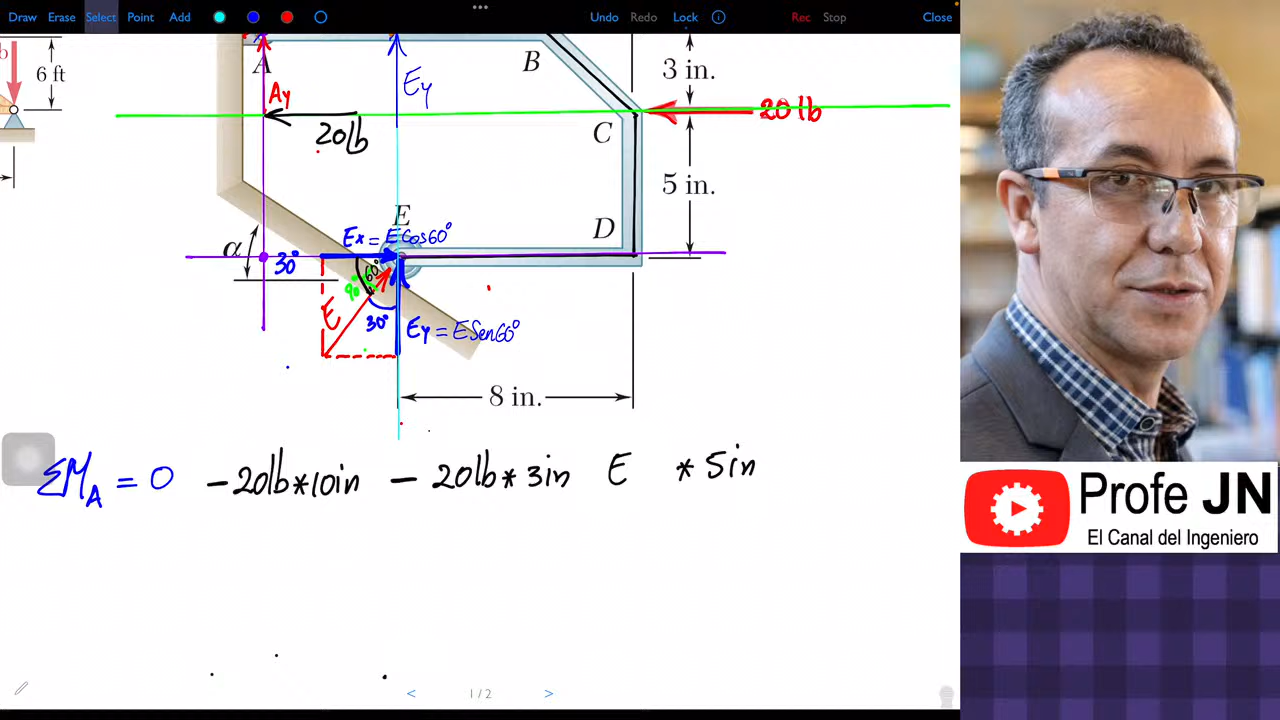 Draw Erase Select Point Add Undo Redo Lock Rec Stop Close
b
6 ft
A
B
3 in.
Ay
Ey
20 lb
20lb
C
5 in.
E
D
Ex = E Cos60°
α
30°
60°
90°
E
30°
Ey = E Sen60°
8 in.
ΣM_A = 0 -20lb*10in - 20lb*3in E *5in
Profe JN
El Canal del Ingeniero
< 1/2 >